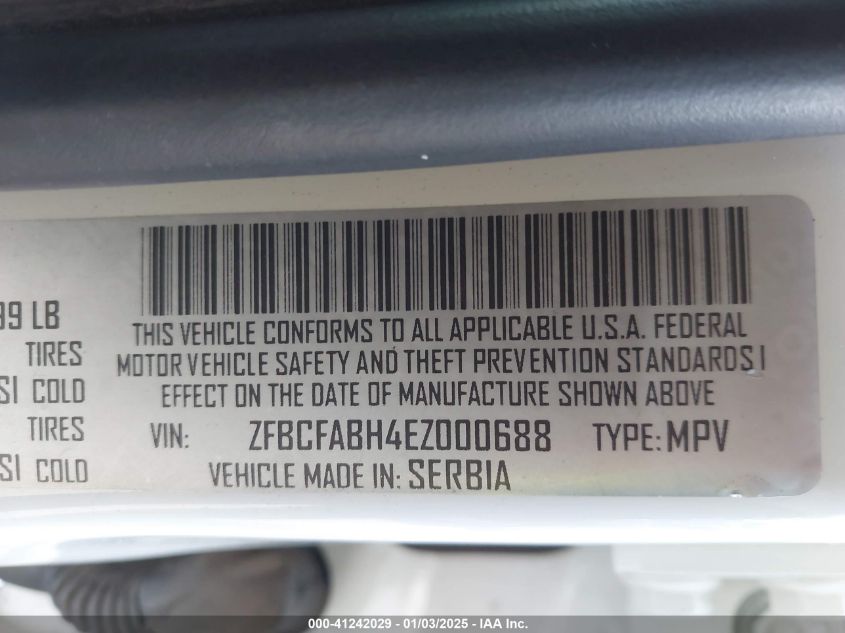 39 LB
TIRES
SI COLD
TIRES
SI COLD
THIS VEHICLE CONFORMS TO ALL APPLICABLE U.S.A. FEDERAL
MOTOR VEHICLE SAFETY AND THEFT PREVENTION STANDARDS I
EFFECT ON THE DATE OF MANUFACTURE SHOWN ABOVE
VIN: ZFBCFABH4EZ000688 TYPE: MPV
VEHICLE MADE IN: SERBIA
000-41242029 - 01/03/2025 - © IAA Inc.